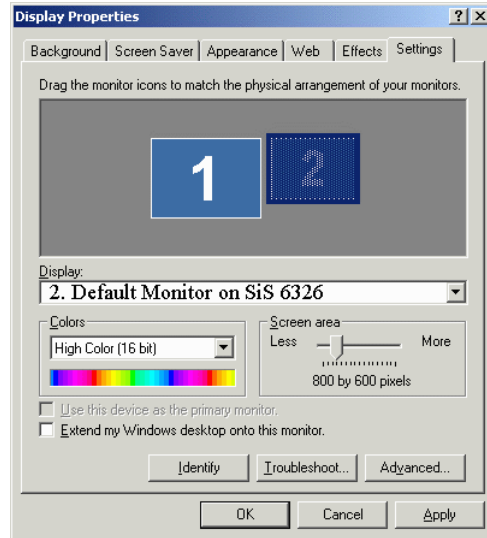 Display Properties
Background Screen Saver Appearance Web Effects Settings
Drag the monitor icons to match the physical arrangement of your monitors.
1 2
Display:
2. Default Monitor on SiS 6326
Colors
High Color (16 bit)
Screen area
Less More
800 by 600 pixels
Use this device as the primary monitor.
Extend my Windows desktop onto this monitor.
Identify Troubleshoot... Advanced...
OK Cancel Apply